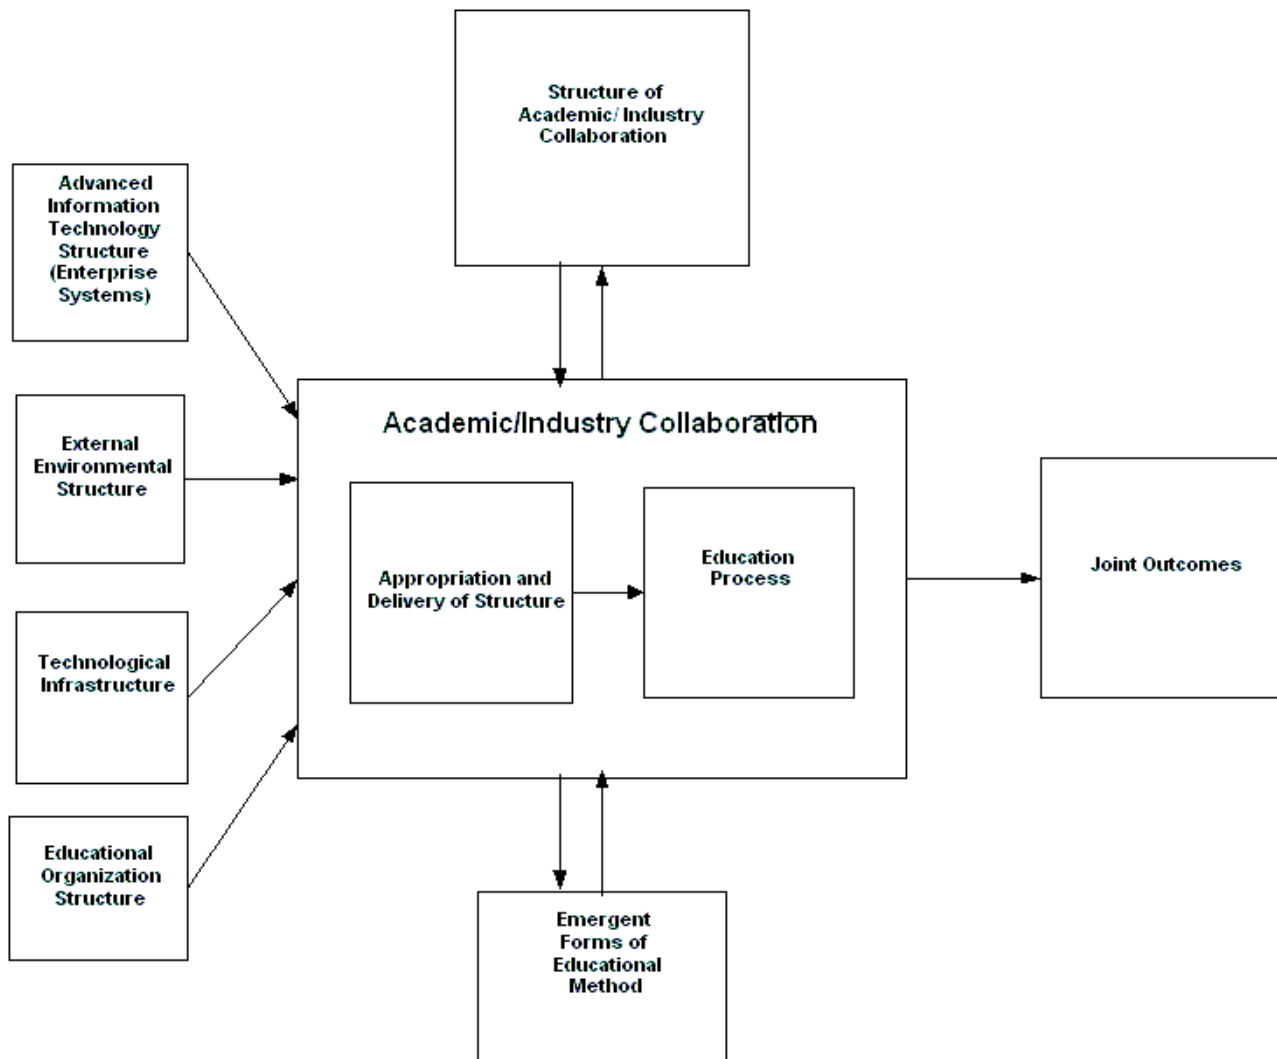 Structure of
Academic/ Industry
Collaboration
Advanced
Information
Technology
Structure
(Enterprise
Systems)
External
Environmental
Structure
Technological
Infrastructure
Educational
Organization
Structure
Academic/Industry Collaboration
Appropriation and
Delivery of Structure
Education
Process
Joint Outcomes
Emergent
Forms of
Educational
Method